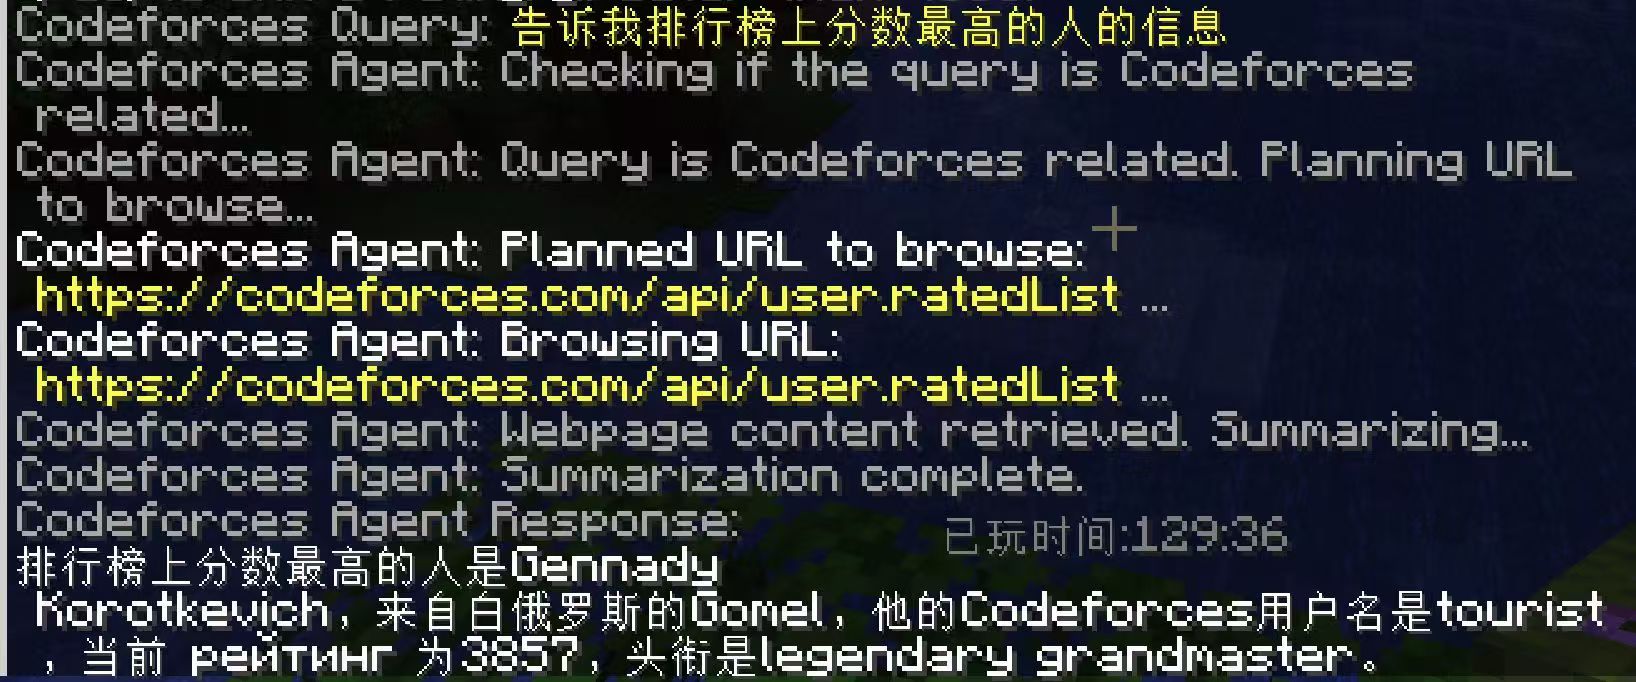 Codeforces Query: 告诉我排行榜上分数最高的人的信息
Codeforces Agent: Checking if the query is Codeforces
related...
Codeforces Agent: Query is Codeforces related. Planning URL
to browse...
Codeforces Agent: Planned URL to browse:
https://codeforces.com/api/user.ratedList ...
Codeforces Agent: Browsing URL:
https://codeforces.com/api/user.ratedList ...
Codeforces Agent: Webpage content retrieved. Summarizing...
Codeforces Agent: Summarization complete.
Codeforces Agent Response:
已玩时间:129:36
排行榜上分数最高的人是Gennady
Korotkevich，来自白俄罗斯的Gomel，他的Codeforces用户名是tourist
，当前 рейтинг 为3857，头衔是legendary grandmaster。